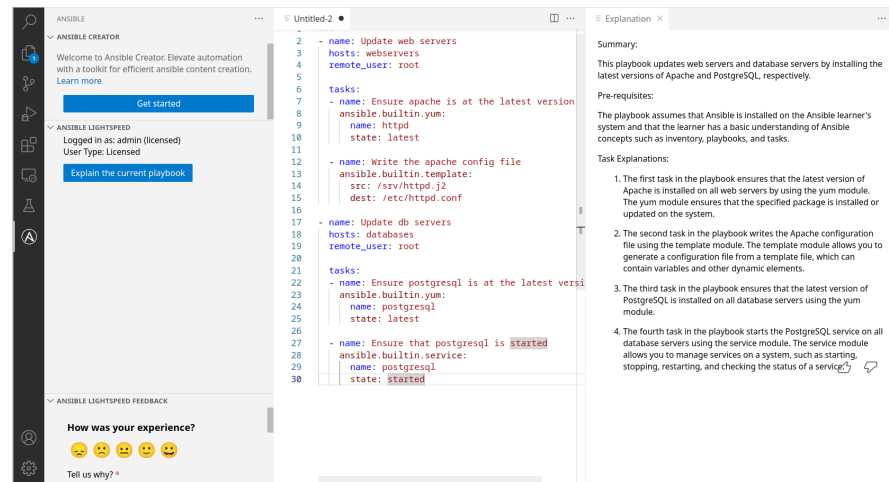 ANSIBLE
ANSIBLE CREATOR
Welcome to Ansible Creator. Elevate automation
with a toolkit for efficient ansible content creation.
Learn more
Get started
ANSIBLE LIGHTSPEED
Logged in as: admin (licensed)
User Type: Licensed
Explain the current playbook
ANSIBLE LIGHTSPEED FEEDBACK
How was your experience?
Tell us why? *
1
Untitled-2
2 - name: Update web servers
3 hosts: webservers
4 remote_user: root
5
6 tasks:
7 - name: Ensure apache is at the latest version
8 ansible.builtin.yum:
9 name: httpd
10 state: latest
11
12 - name: Write the apache config file
13 ansible.builtin.template:
14 src: /srv/httpd.j2
15 dest: /etc/httpd.conf
16
17 - name: Update db servers
18 hosts: databases
19 remote_user: root
20
21 tasks:
22 - name: Ensure postgresql is at the latest versi
23 ansible.builtin.yum:
24 name: postgresql
25 state: latest
26
27 - name: Ensure that postgresql is started
28 ansible.builtin.service:
29 name: postgresql
30 state: started
Explanation
Summary:
This playbook updates web servers and database servers by installing the
latest versions of Apache and PostgreSQL, respectively.
Pre-requisites:
The playbook assumes that Ansible is installed on the Ansible learner's
system and that the learner has a basic understanding of Ansible
concepts such as inventory, playbooks, and tasks.
Task Explanations:
1. The first task in the playbook ensures that the latest version of
Apache is installed on all web servers by using the yum module.
The yum module ensures that the specified package is installed or
updated on the system.
2. The second task in the playbook writes the Apache configuration
file using the template module. The template module allows you to
generate a configuration file from a template file, which can
contain variables and other dynamic elements.
3. The third task in the playbook ensures that the latest version of
PostgreSQL is installed on all database servers using the yum
module.
4. The fourth task in the playbook starts the PostgreSQL service on all
database servers using the service module. The service module
allows you to manage services on a system, such as starting,
stopping, restarting, and checking the status of a service.